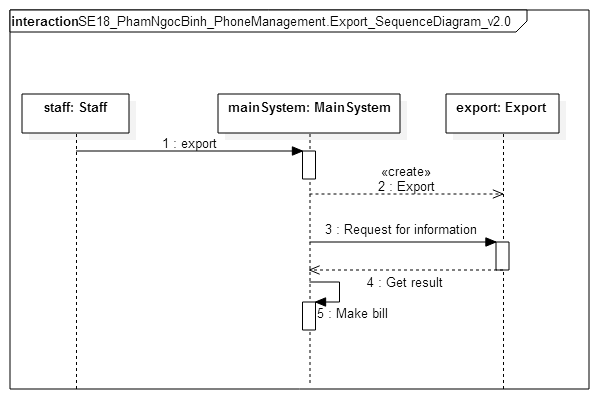 interactionSE18_PhamNgocBinh_PhoneManagement.Export_SequenceDiagram_v2.0
staff: Staff
mainSystem: MainSystem
export: Export
1 : export
«create»
2 : Export
3 : Request for information
4 : Get result
5 : Make bill